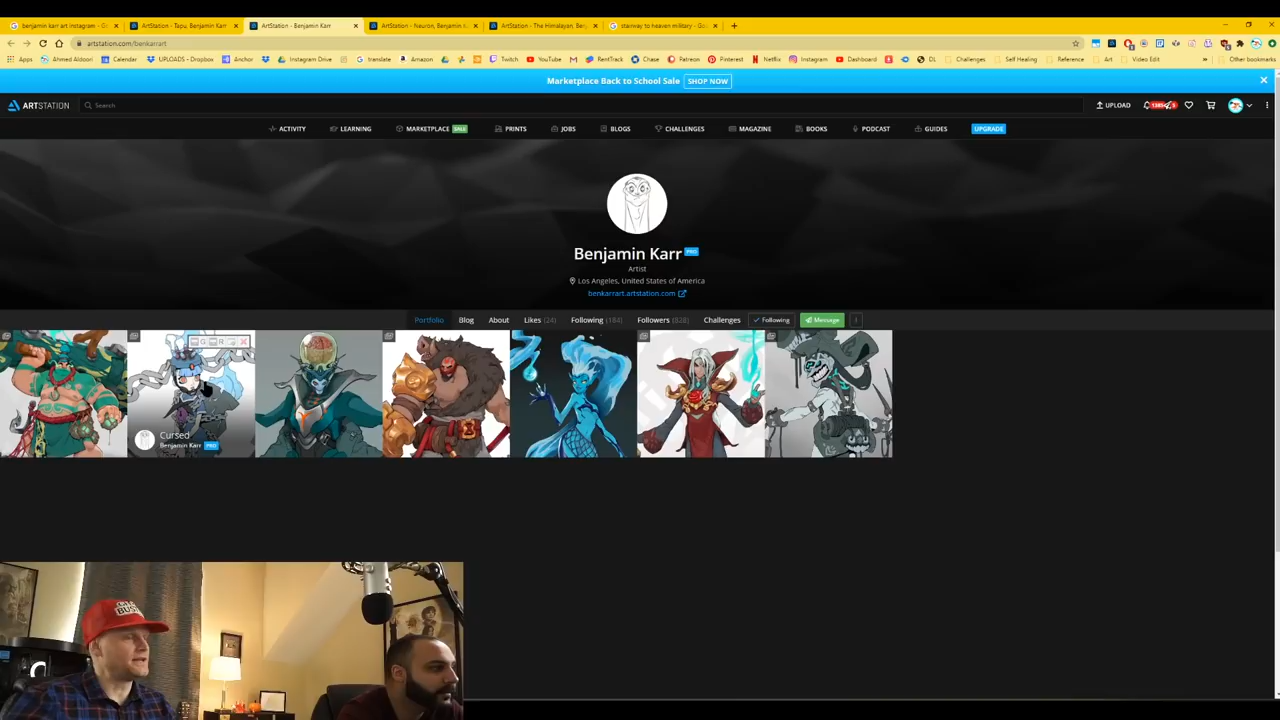 benjamin karr art instagram - G
ArtStation - Tapu, Benjamin Karr
ArtStation - Benjamin Karr
ArtStation - Nauron, Benjamin K
ArtStation - The Himalayan, Ben
stairway to heaven military - Go
artstation.com/benkarrart
Apps Ahmed Aldoori Calendar UPLOADS - Dropbox Anchor Instagram Drive translate Amazon Twitch YouTube RentTrack Chase Patreon Pinterest Netflix Instagram Dashboard DL Challenges Self Healing Reference Art Video Edit Other bookmarks
Marketplace Back to School Sale SHOP NOW
ARTSTATION Search UPLOAD
ACTIVITY LEARNING MARKETPLACE SALE PRINTS JOBS BLOGS CHALLENGES MAGAZINE BOOKS PODCAST GUIDES UPGRADE
Benjamin Karr PRO
Artist
Los Angeles, United States of America
benkarrart.artstation.com
Portfolio Blog About Likes (24) Following (184) Followers (828) Challenges Following Message
G R
Cursed
Benjamin Karr PRO